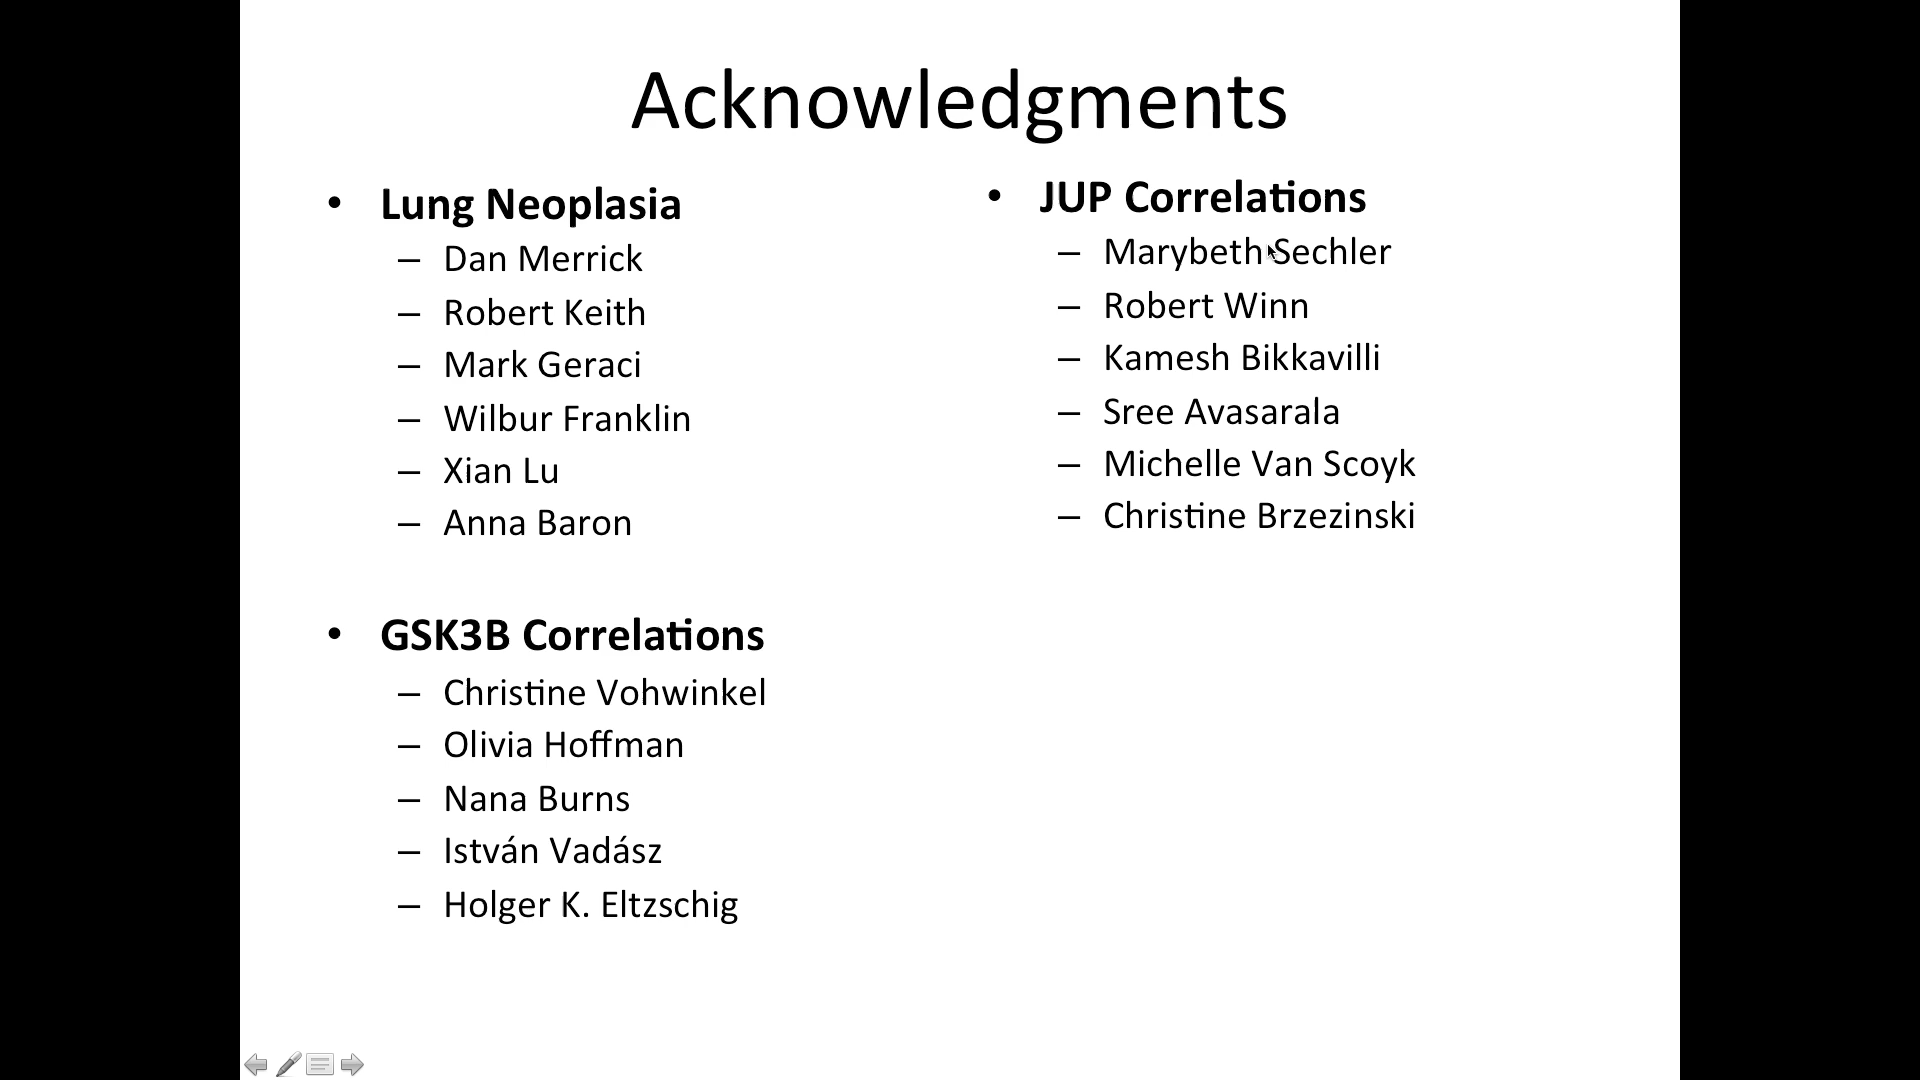 Acknowledgments
• Lung Neoplasia
– Dan Merrick
– Robert Keith
– Mark Geraci
– Wilbur Franklin
– Xian Lu
– Anna Baron
• GSK3B Correlations
– Christine Vohwinkel
– Olivia Hoffman
– Nana Burns
– István Vadász
– Holger K. Eltzschig
• JUP Correlations
– Marybeth Sechler
– Robert Winn
– Kamesh Bikkavilli
– Sree Avasarala
– Michelle Van Scoyk
– Christine Brzezinski